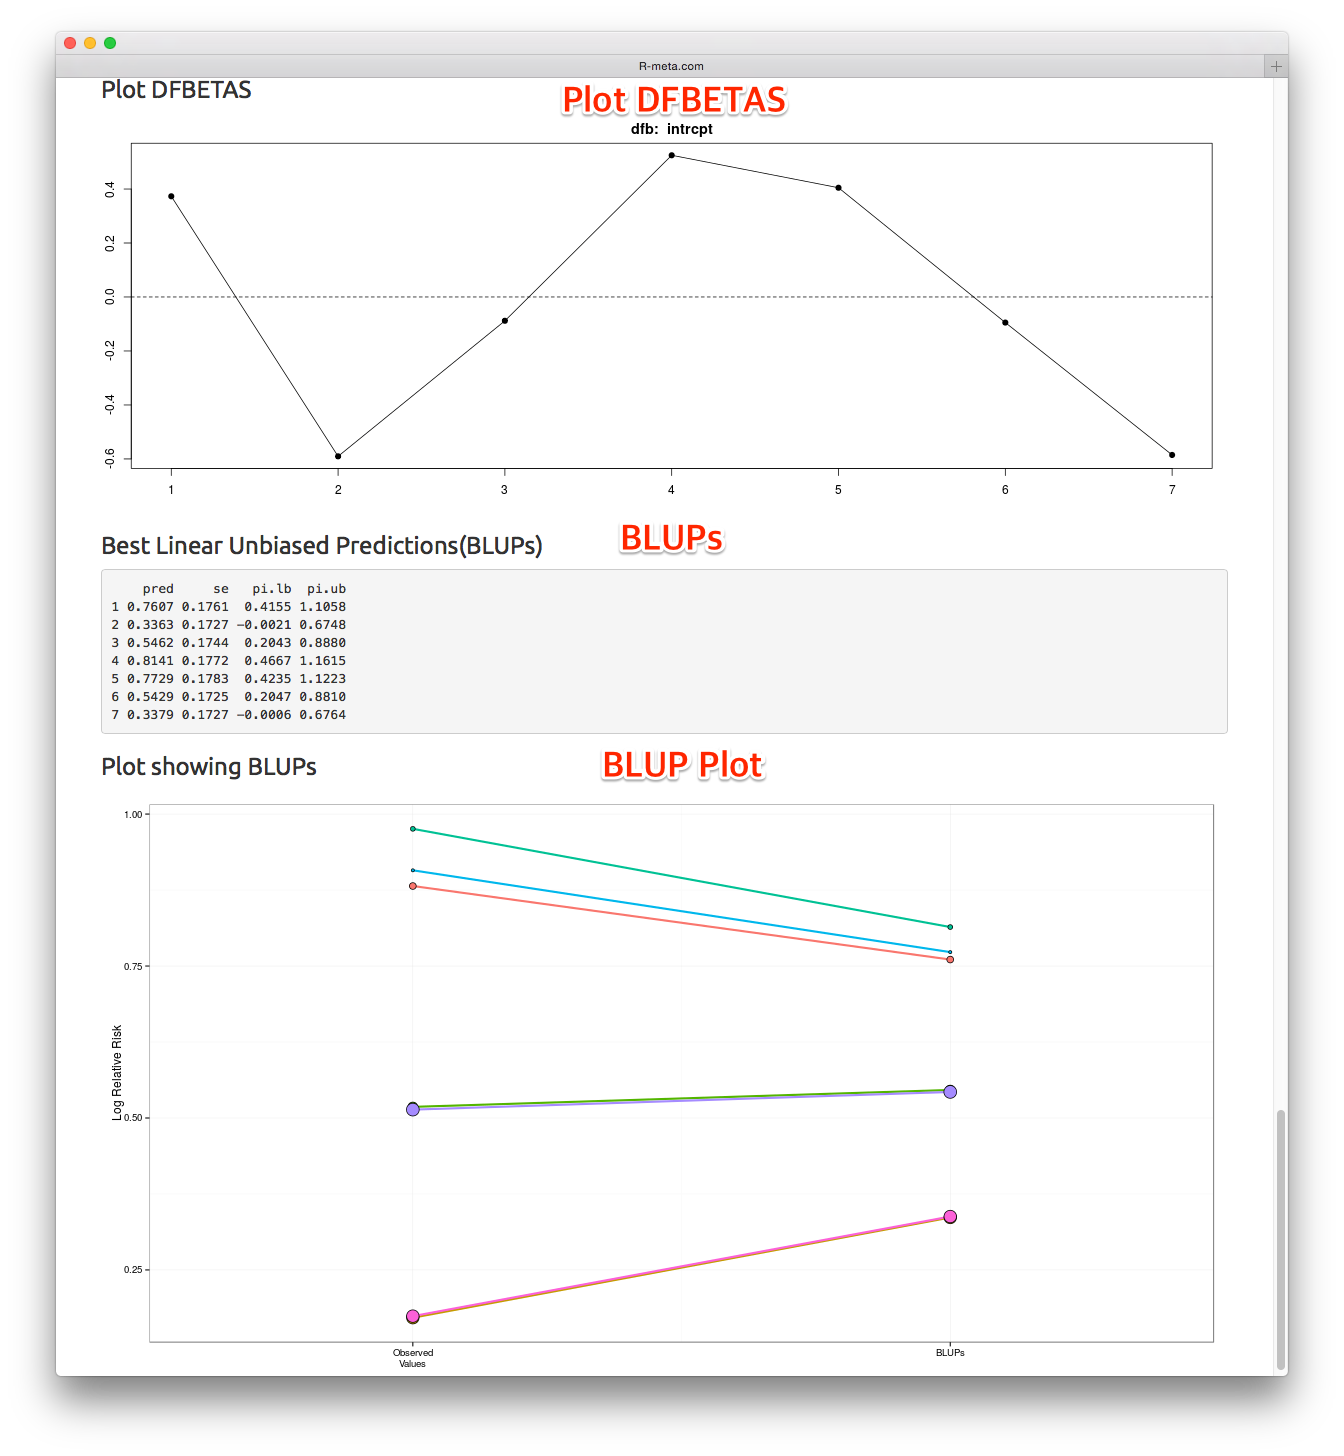 R-meta.com
Plot DFBETAS
Plot DFBETAS
dfb: intrcpt
0.4
0.2
0.0
-0.2
-0.4
-0.6
1 2 3 4 5 6 7
Best Linear Unbiased Predictions(BLUPs)
BLUPs
pred se pi.lb pi.ub
1 0.7607 0.1761 0.4155 1.1058
2 0.3363 0.1727 -0.0021 0.6748
3 0.5462 0.1744 0.2043 0.8880
4 0.8141 0.1772 0.4667 1.1615
5 0.7729 0.1783 0.4235 1.1223
6 0.5429 0.1725 0.2047 0.8810
7 0.3379 0.1727 -0.0006 0.6764
Plot showing BLUPs
BLUP Plot
1.00
0.75
0.50
0.25
Log Relative Risk
Observed
Values
BLUPs